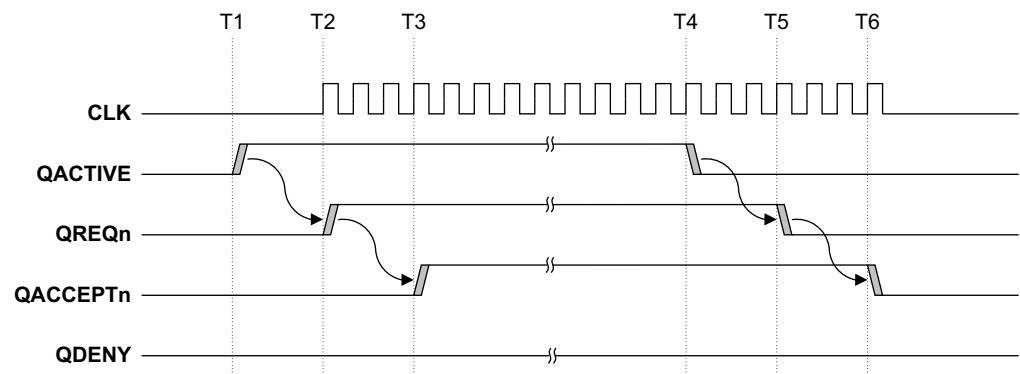 T1 T2 T3 T4 T5 T6
CLK
QACTIVE
QREQn
QACCEPTn
QDENY